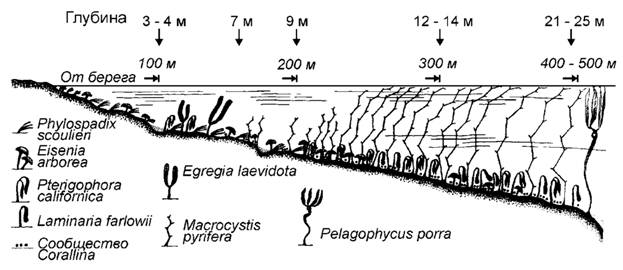 Глубина 3 - 4 м 7 м 9 м 12 - 14 м 21 - 25 м
От берега 100 м 200 м 300 м 400 - 500 м
Phylospadix
scoulieri
Eisenia
arborea
Pterigophora
califórnica
Laminaria farlowii
Сообщество
Corallina
Egregia laevidota
Macrocystis
pyrifera
Pelagophycus porra